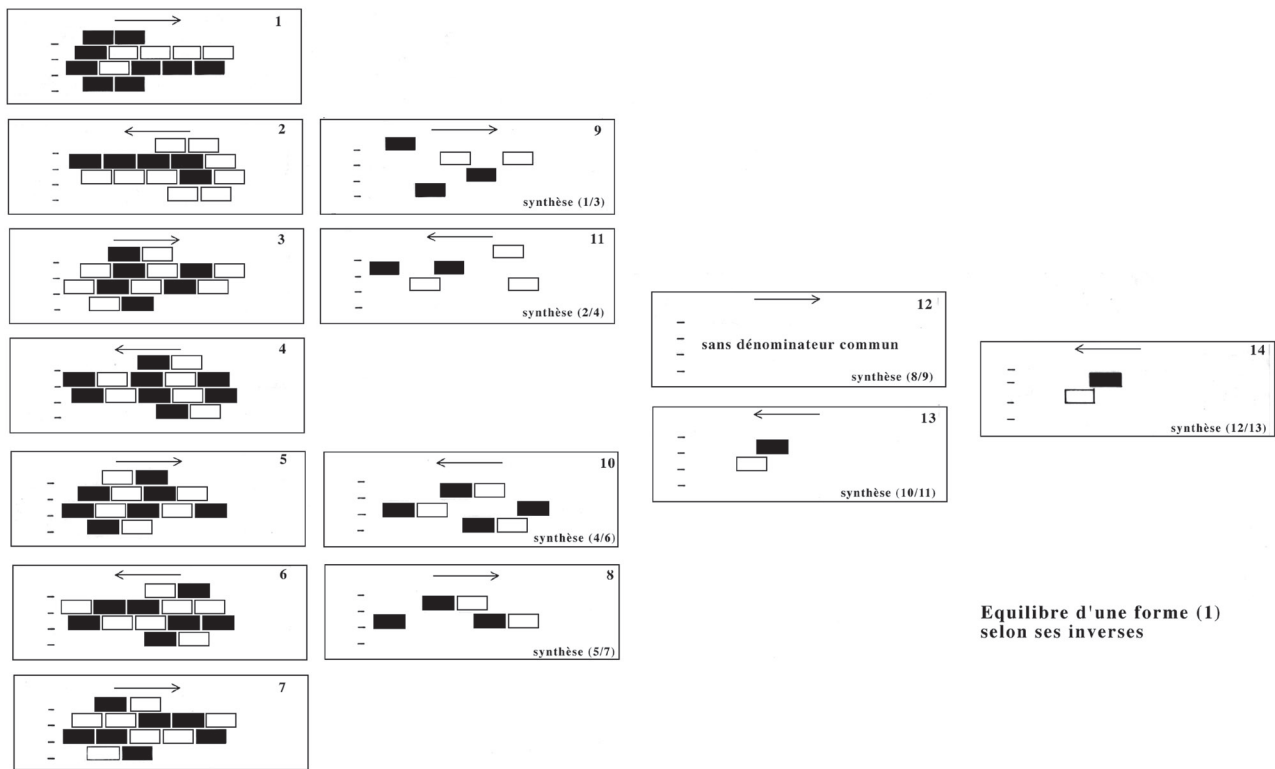 1
2
3
4
5
6
7
9
synthèse (1/3)
11
synthèse (2/4)
10
synthèse (4/6)
8
synthèse (5/7)
12
sans dénominateur commun
synthèse (8/9)
13
synthèse (10/11)
14
synthèse (12/13)
Equilibre d'une forme (1)
selon ses inverses